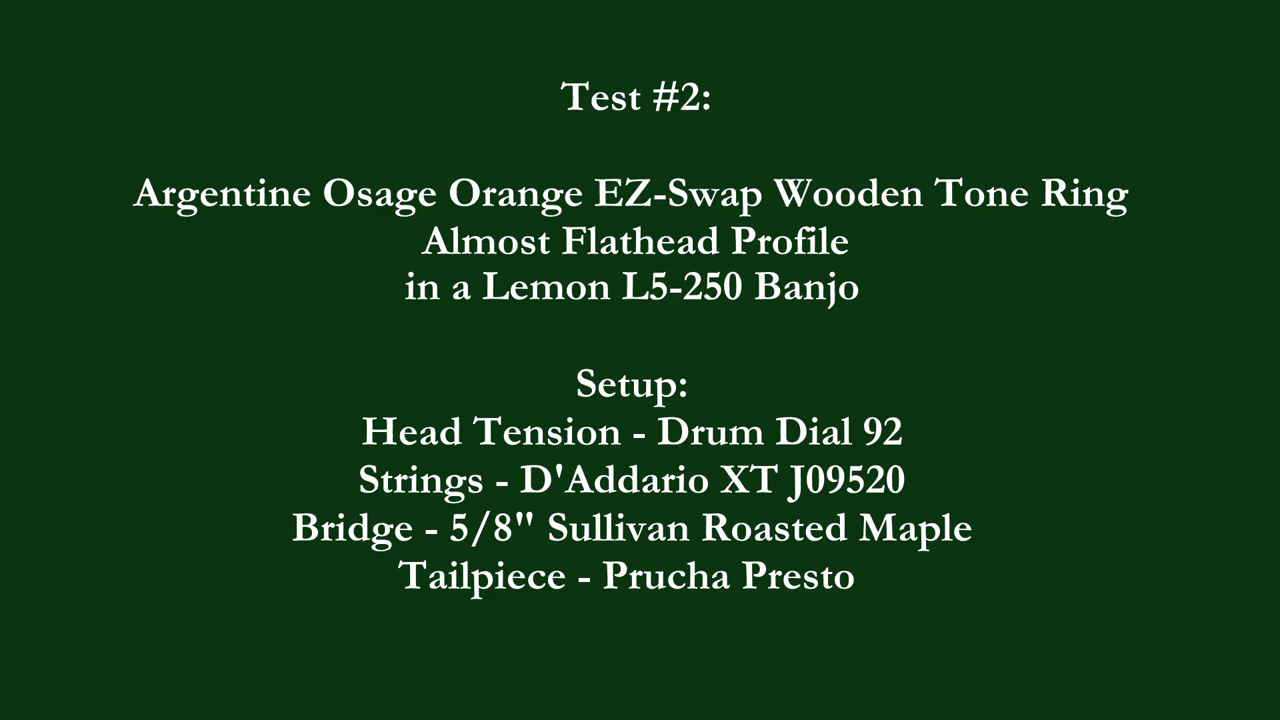 Test #2:
Argentine Osage Orange EZ-Swap Wooden Tone Ring
Almost Flathead Profile
in a Lemon L5-250 Banjo
Setup:
Head Tension - Drum Dial 92
Strings - D'Addario XT J09520
Bridge - 5/8" Sullivan Roasted Maple
Tailpiece - Prucha Presto